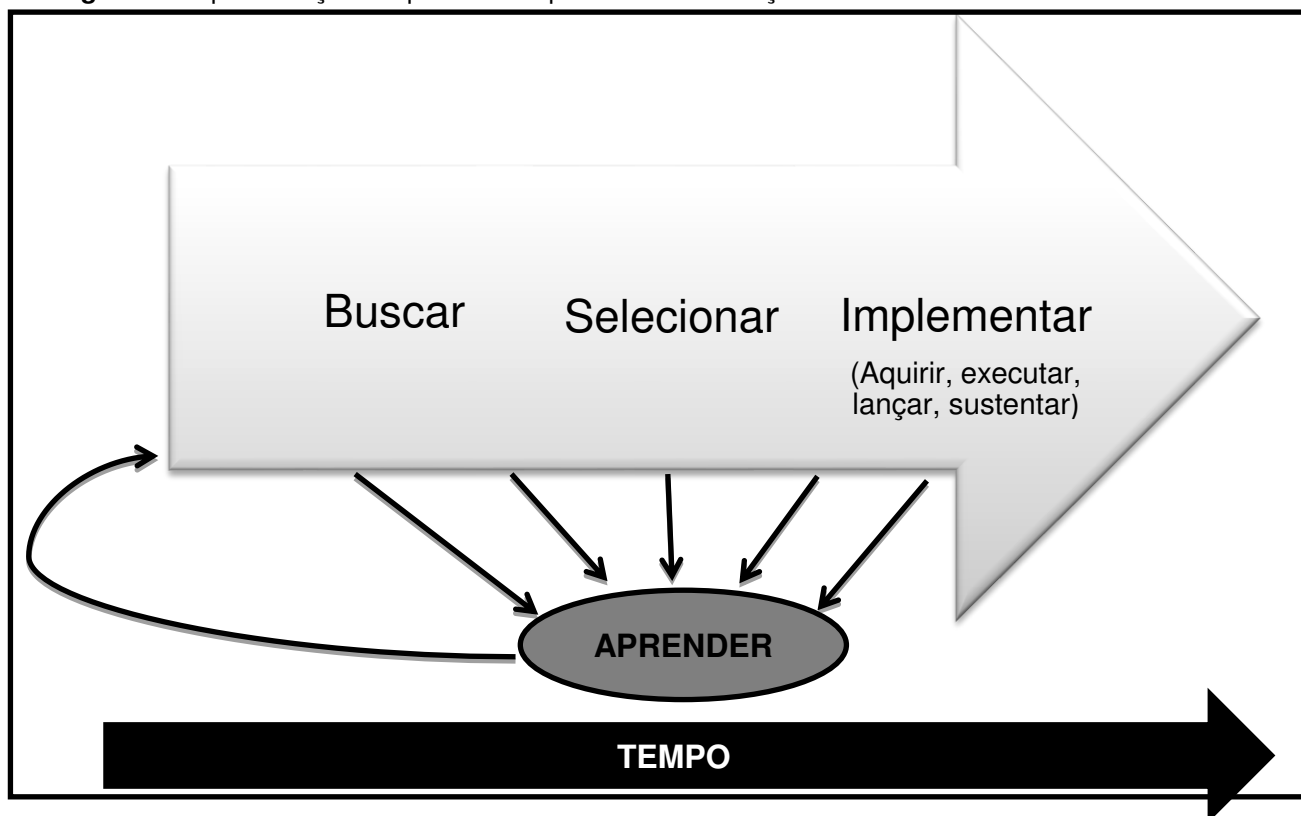 Buscar
Selecionar
Implementar
(Aquirir, executar,
lançar, sustentar)
APRENDER
TEMPO